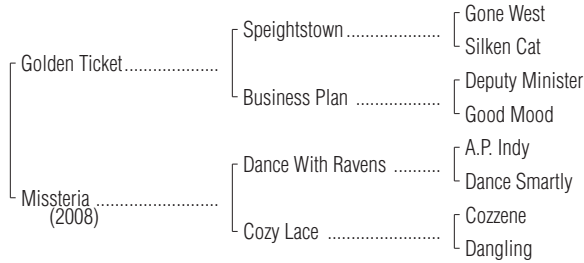 Gone West
Speightstown
Silken Cat
Golden Ticket
Deputy Minister
Business Plan
Good Mood
A.P. Indy
Dance With Ravens
Dance Smartly
Missteria
(2008)
Cozzene
Cozy Lace
Dangling